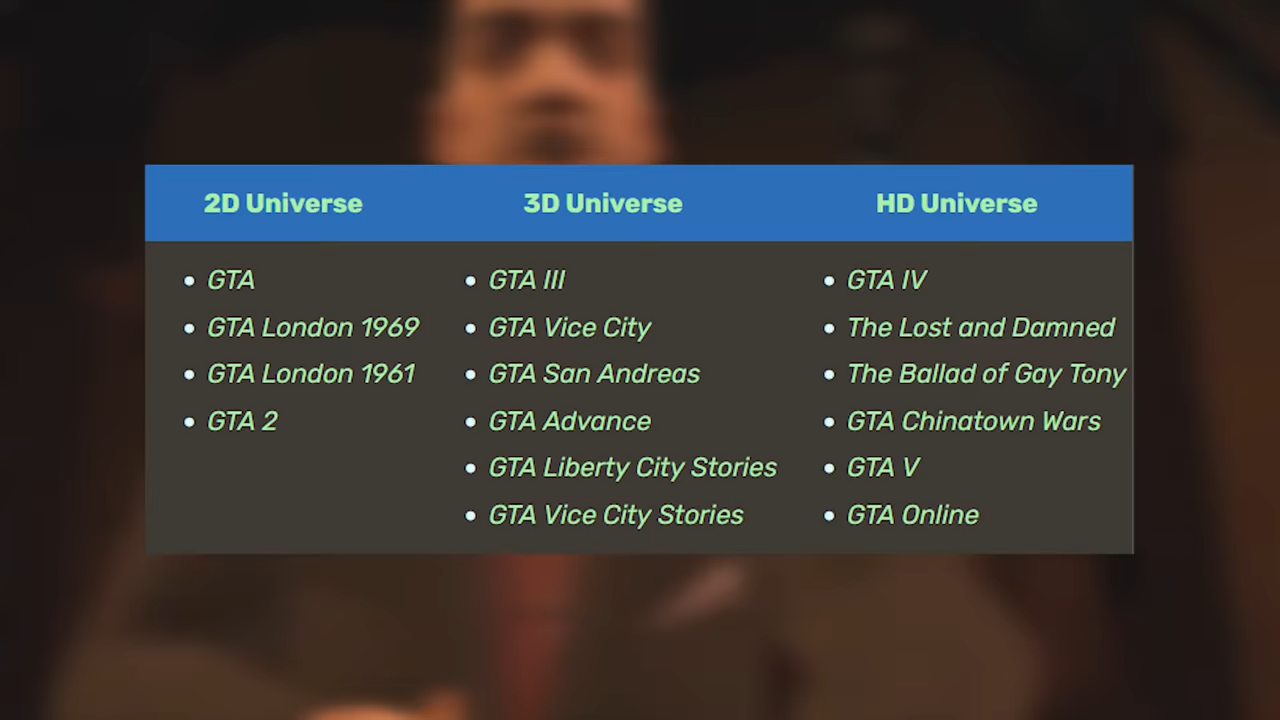 2D Universe 3D Universe HD Universe
• GTA • GTA III • GTA IV
• GTA London 1969 • GTA Vice City • The Lost and Damned
• GTA London 1961 • GTA San Andreas • The Ballad of Gay Tony
• GTA 2 • GTA Advance • GTA Chinatown Wars
• GTA Liberty City Stories • GTA V
• GTA Vice City Stories • GTA Online